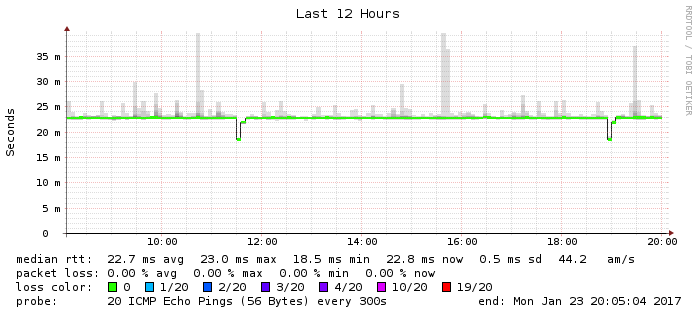 Last 12 Hours
RRDTOOL / TOBI OETIKER
Seconds
35 m
30 m
25 m
20 m
15 m
10 m
5 m
0
10:00 12:00 14:00 16:00 18:00 20:00
median rtt: 22.7 ms avg 23.0 ms max 18.5 ms min 22.8 ms now 0.5 ms sd 44.2 am/s
packet loss: 0.00 % avg 0.00 % max 0.00 % min 0.00 % now
loss color: 0 1/20 2/20 3/20 4/20 10/20 19/20
probe: 20 ICMP Echo Pings (56 Bytes) every 300s end: Mon Jan 23 20:05:04 2017